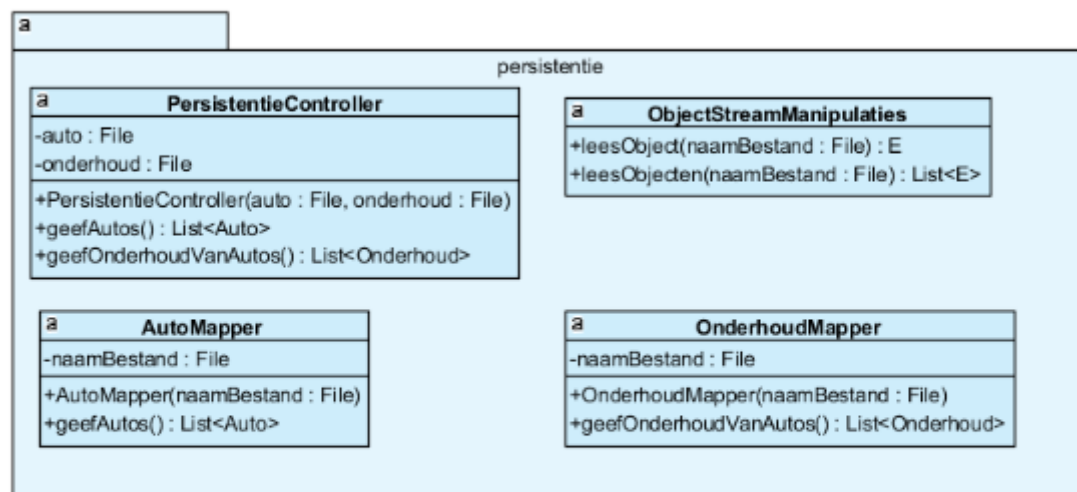 a
persistentie
a
PersistentieController
-auto : File
-onderhoud : File
+PersistentieController(auto : File, onderhoud : File)
+geefAutos() : List<Auto>
+geefOnderhoudVanAutos() : List<Onderhoud>
a
ObjectStreamManipulaties
+leesObject(naamBestand : File) : E
+leesObjecten(naamBestand : File) : List<E>
a
AutoMapper
-naamBestand : File
+AutoMapper(naamBestand : File)
+geefAutos() : List<Auto>
a
OnderhoudMapper
-naamBestand : File
+OnderhoudMapper(naamBestand : File)
+geefOnderhoudVanAutos() : List<Onderhoud>